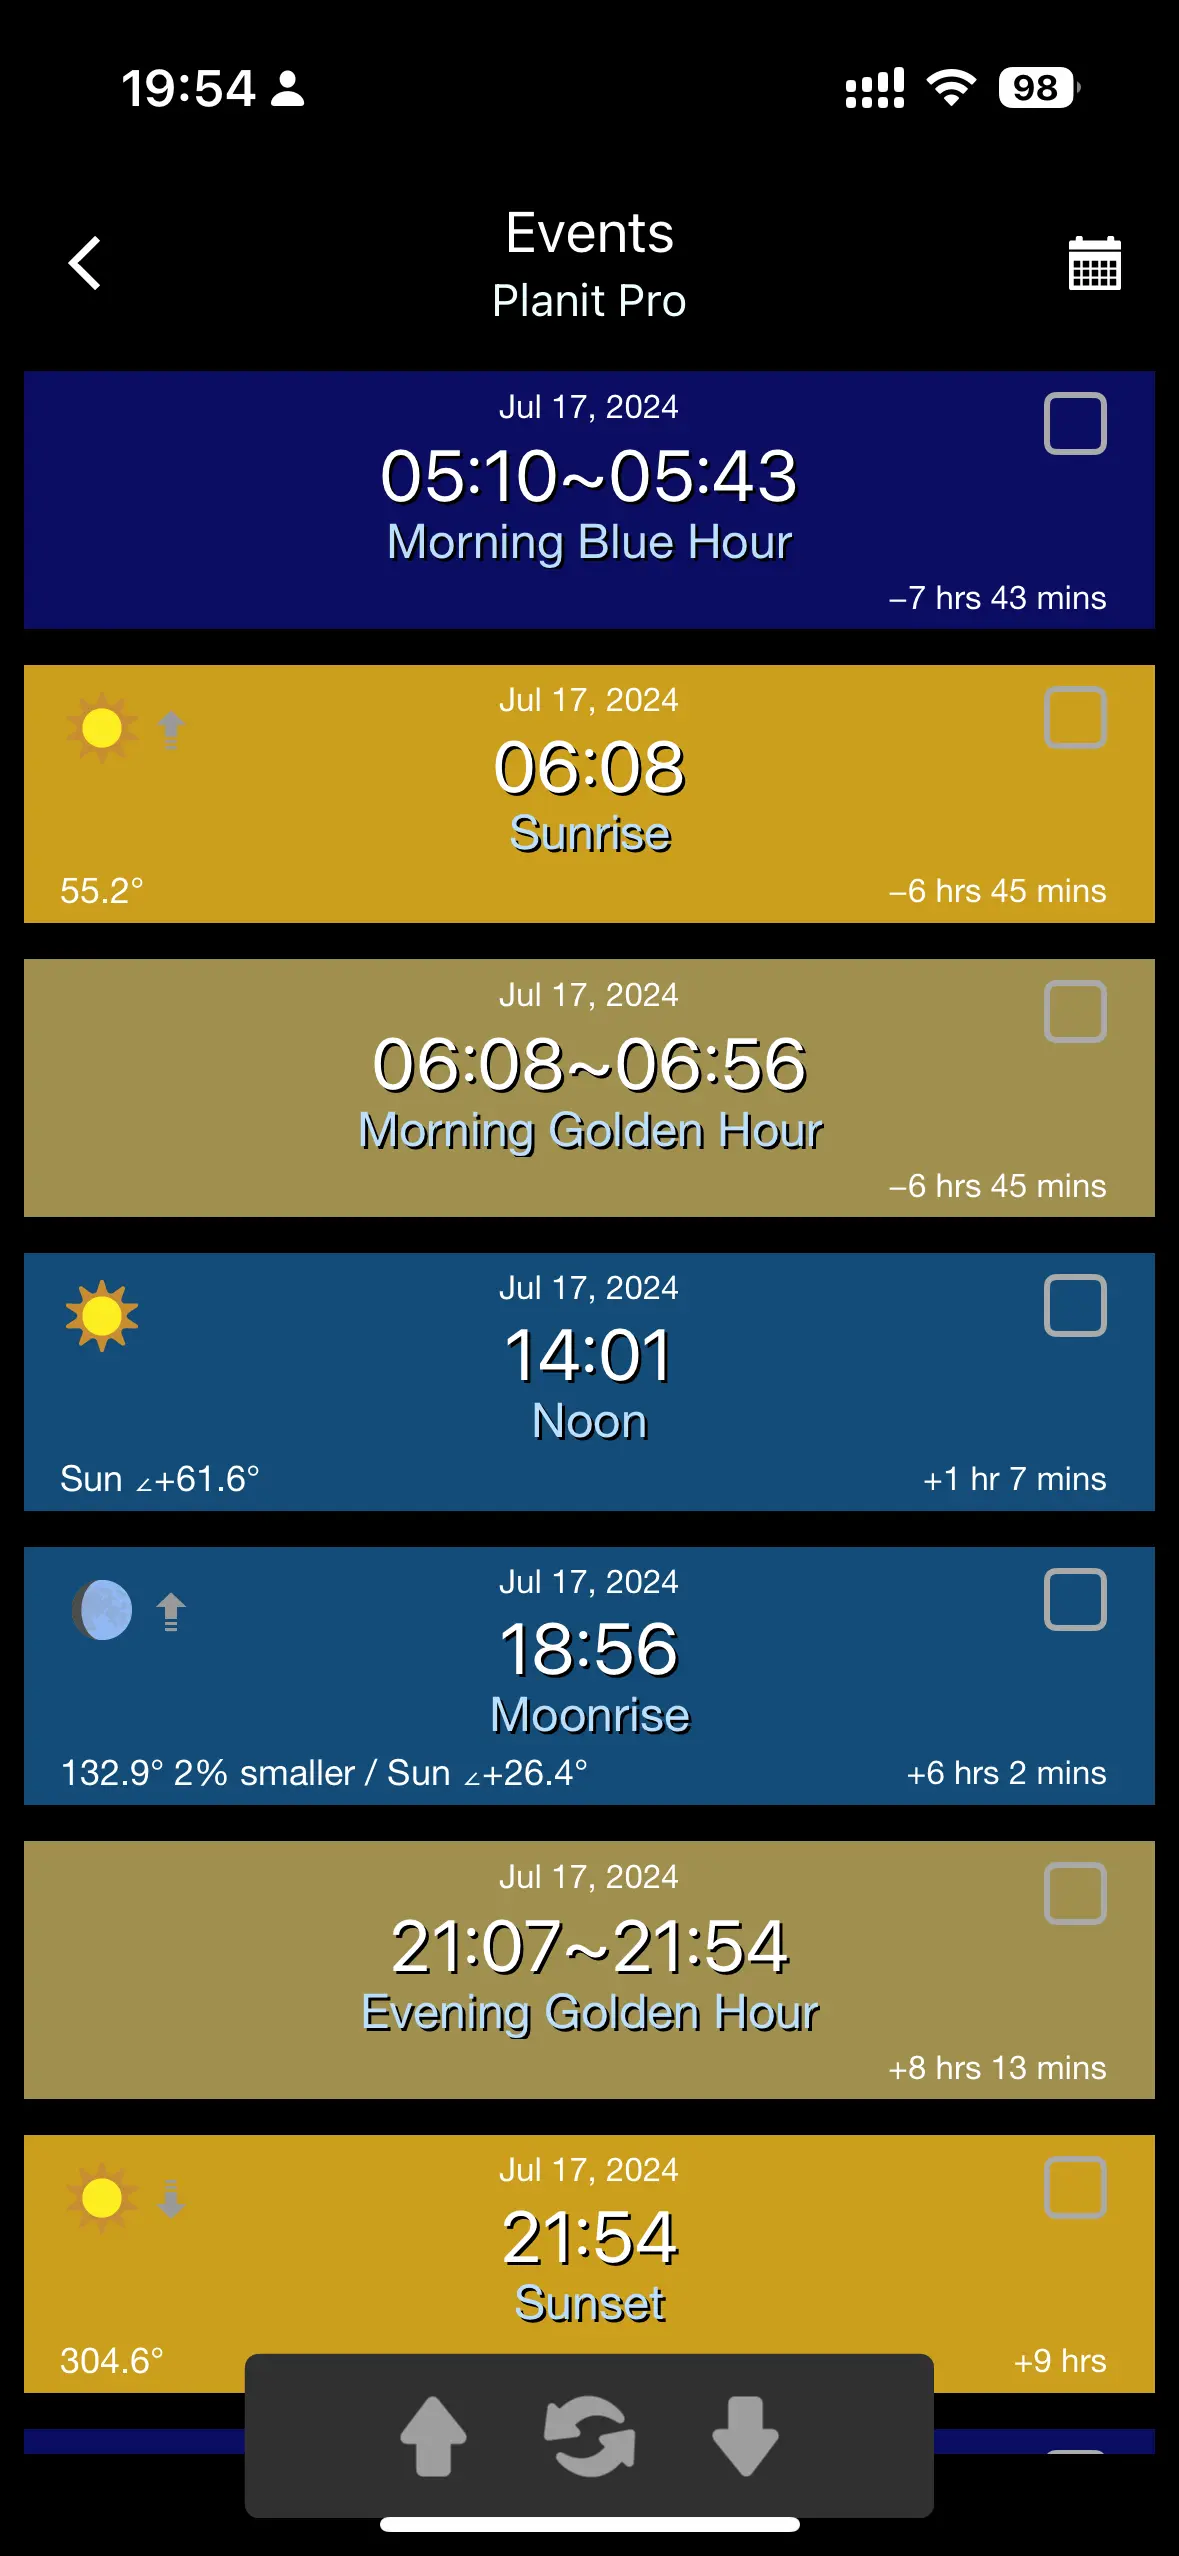 19:54
98
Events
Planit Pro
Jul 17, 2024
05:10~05:43
Morning Blue Hour
–7 hrs 43 mins
Jul 17, 2024
06:08
Sunrise
55.2°
–6 hrs 45 mins
Jul 17, 2024
06:08~06:56
Morning Golden Hour
–6 hrs 45 mins
Jul 17, 2024
14:01
Noon
Sun ∠+61.6°
+1 hr 7 mins
Jul 17, 2024
18:56
Moonrise
132.9° 2% smaller / Sun ∠+26.4°
+6 hrs 2 mins
Jul 17, 2024
21:07~21:54
Evening Golden Hour
+8 hrs 13 mins
Jul 17, 2024
21:54
Sunset
304.6°
+9 hrs